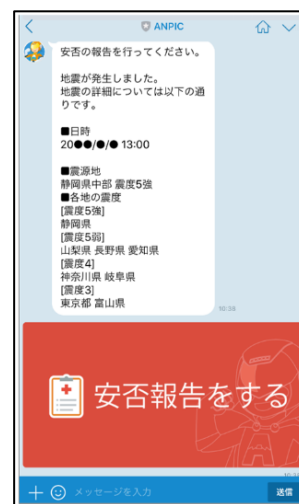 ANPIC
安否の報告を行ってください。
地震が発生しました。
地震の詳細については以下の通
りです。
■日時
20●●/●/● 13:00
■震源地
静岡県中部 震度5強
■各地の震度
[震度5強]
静岡県
[震度5弱]
山梨県 長野県 愛知県
[震度4]
神奈川県 岐阜県
[震度3]
東京都 富山県
10:38
安否報告をする
メッセージを入力
送信